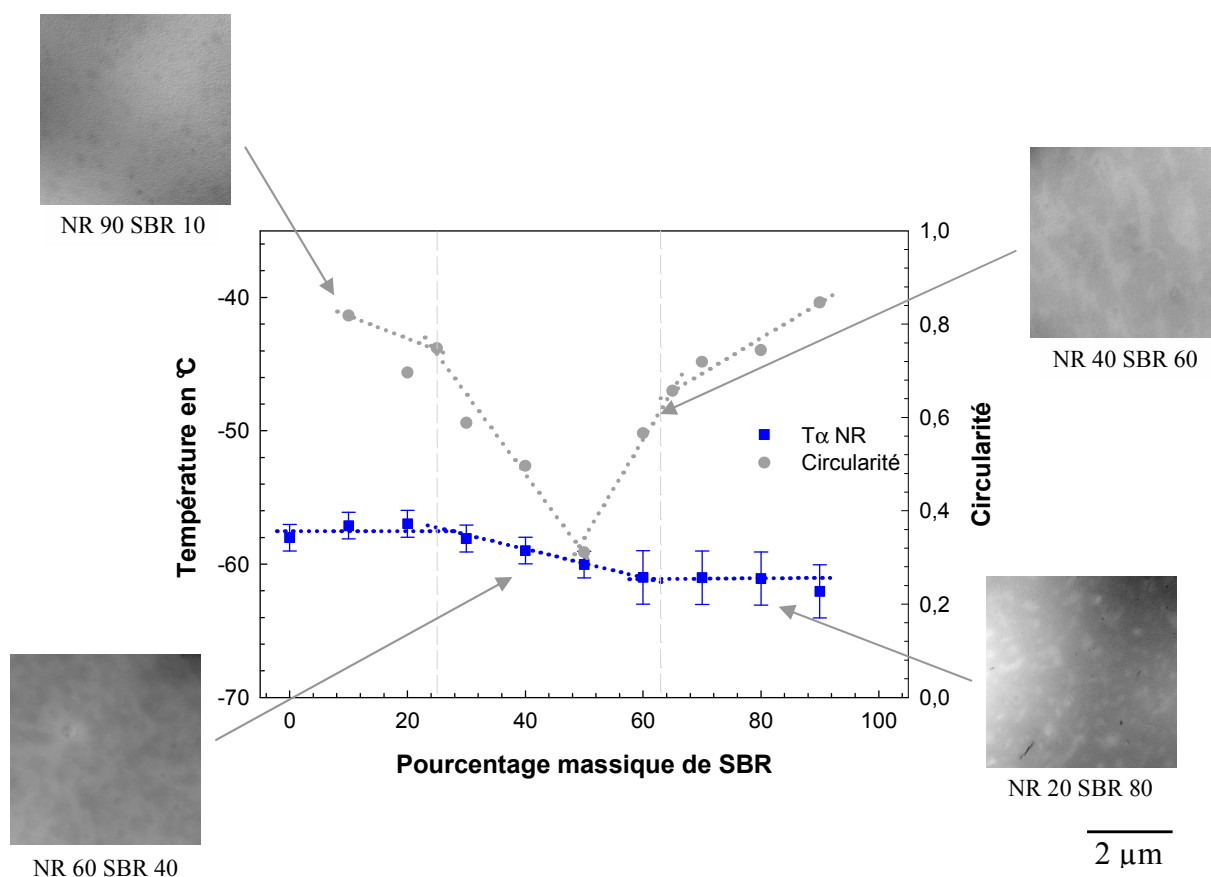 NR 90 SBR 10
NR 40 SBR 60
Température en °C
-40
-50
-60
-70
1,0
0,8
0,6
0,4
0,2
0,0
Circularité
Tα NR
Circularité
0
20
40
60
80
100
Pourcentage massique de SBR
NR 60 SBR 40
NR 20 SBR 80
2 µm